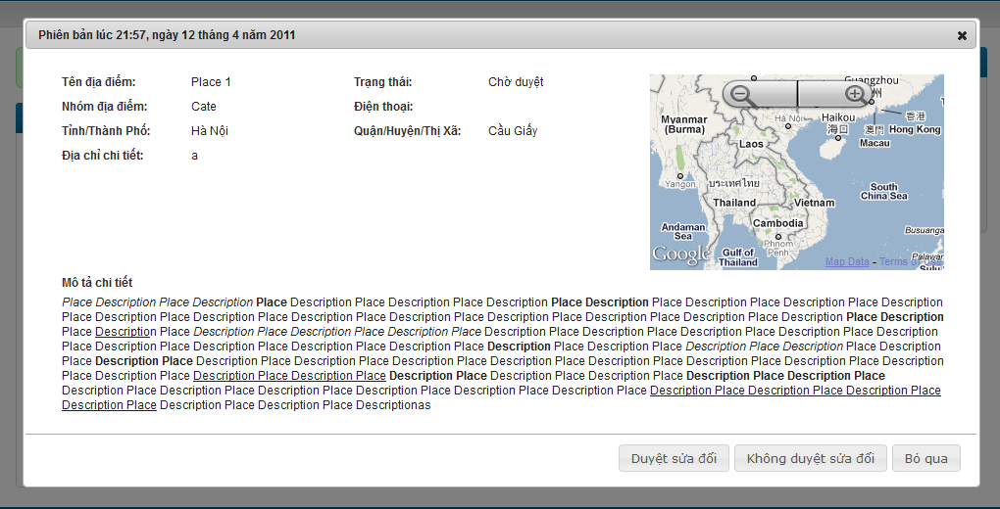 Phiên bản lúc 21:57, ngày 12 tháng 4 năm 2011
Tên địa điểm: Place 1 Trạng thái: Chờ duyệt
Nhóm địa điểm: Cate Điện thoại:
Tỉnh/Thành Phố: Hà Nội Quận/Huyện/Thị Xã: Cầu Giấy
Địa chỉ chi tiết: a
Guangzhou
Myanmar
(Burma)
Hà Nội
Haikou
海口
香港
澳門 Hong Kong
Macau
Laos
Yangon
ประเทศไทย
Thailand
Vietnam
South
China Sea
Cambodia
Phnom
Penh
Andaman
Sea
Gulf of
Thailand
Busuanga
Palawan
Sulu
Google
Map Data - Terms of Use
Mô tả chi tiết
Place Description Place Description Place Description Place Description Place Description Place Description Place Description Place Description Place Description
Place Description Place Description Place Description Place Description Place Description Place Description Place Description Place Description Place Description
Place Description Place Description Place Description Place Description Place Description Place Description Place Description Place Description Place Description
Place Description Place Description Place Description Place Description Place Description Place Description Place Description Place Description Place Description
Place Description Place Description Place Description Place Description Place Description Place Description Place Description Place Description Place Description
Place Description Place Description Place Description Place Description Place Description Place Description Place Description Place Description Place
Description Place Description Place Description Place Description Place Description Place Description Place Description Place Description Place Description Place
Description Place Description Place Description Place Descriptionas
Duyệt sửa đổi Không duyệt sửa đổi Bỏ qua